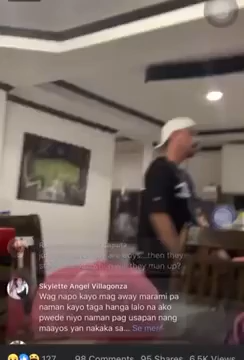 ..then they
they man up?
Skylette Angel Villagonza
Wag napo kayo mag away marami pa
naman kayo taga hanga lalo na ako
pwede niyo naman pag usapan nang
maayos yan nakaka sa... Se mer
127
98 Comments 95 Shares 6.5K Views